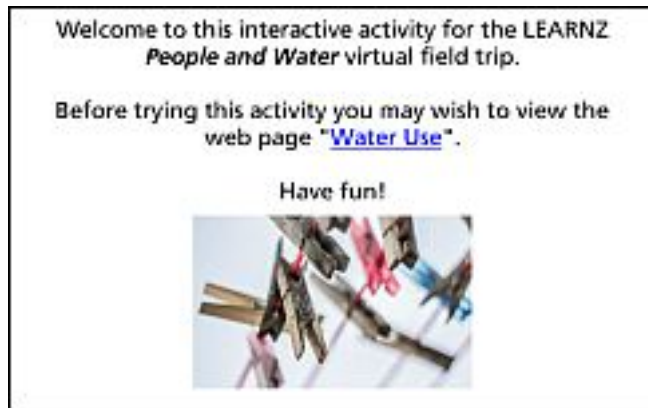 Welcome to this interactive activity for the LEARNZ
People and Water virtual field trip.
Before trying this activity you may wish to view the
web page "Water Use".
Have fun!